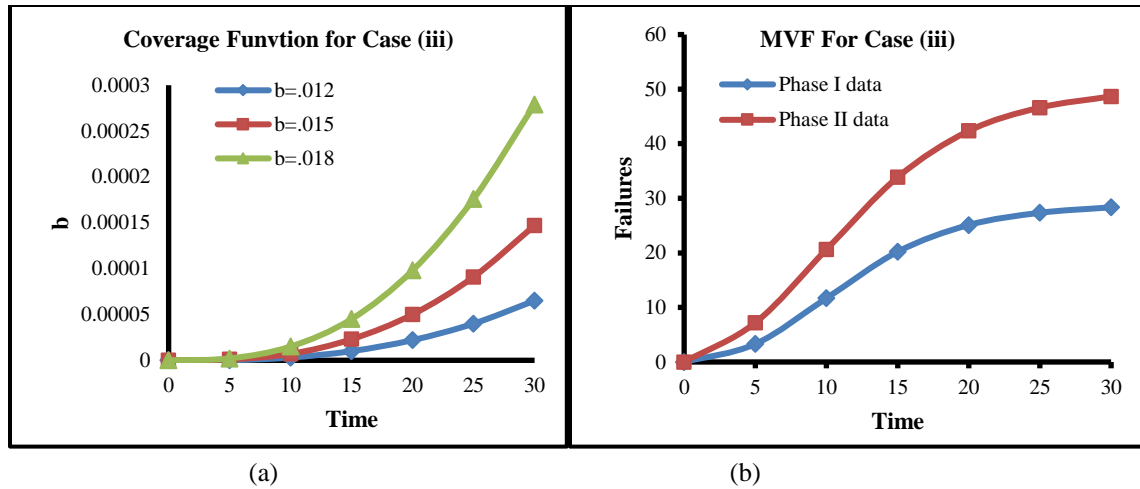 Coverage Funvtion for Case (iii)
0.0003
0.00025
0.0002
0.00015
0.0001
0.00005
0
b
b=.012
b=.015
b=.018
0 5 10 15 20 25 30
Time
(a)
MVF For Case (iii)
60
50
40
30
20
10
0
Failures
Phase I data
Phase II data
0 5 10 15 20 25 30
Time
(b)